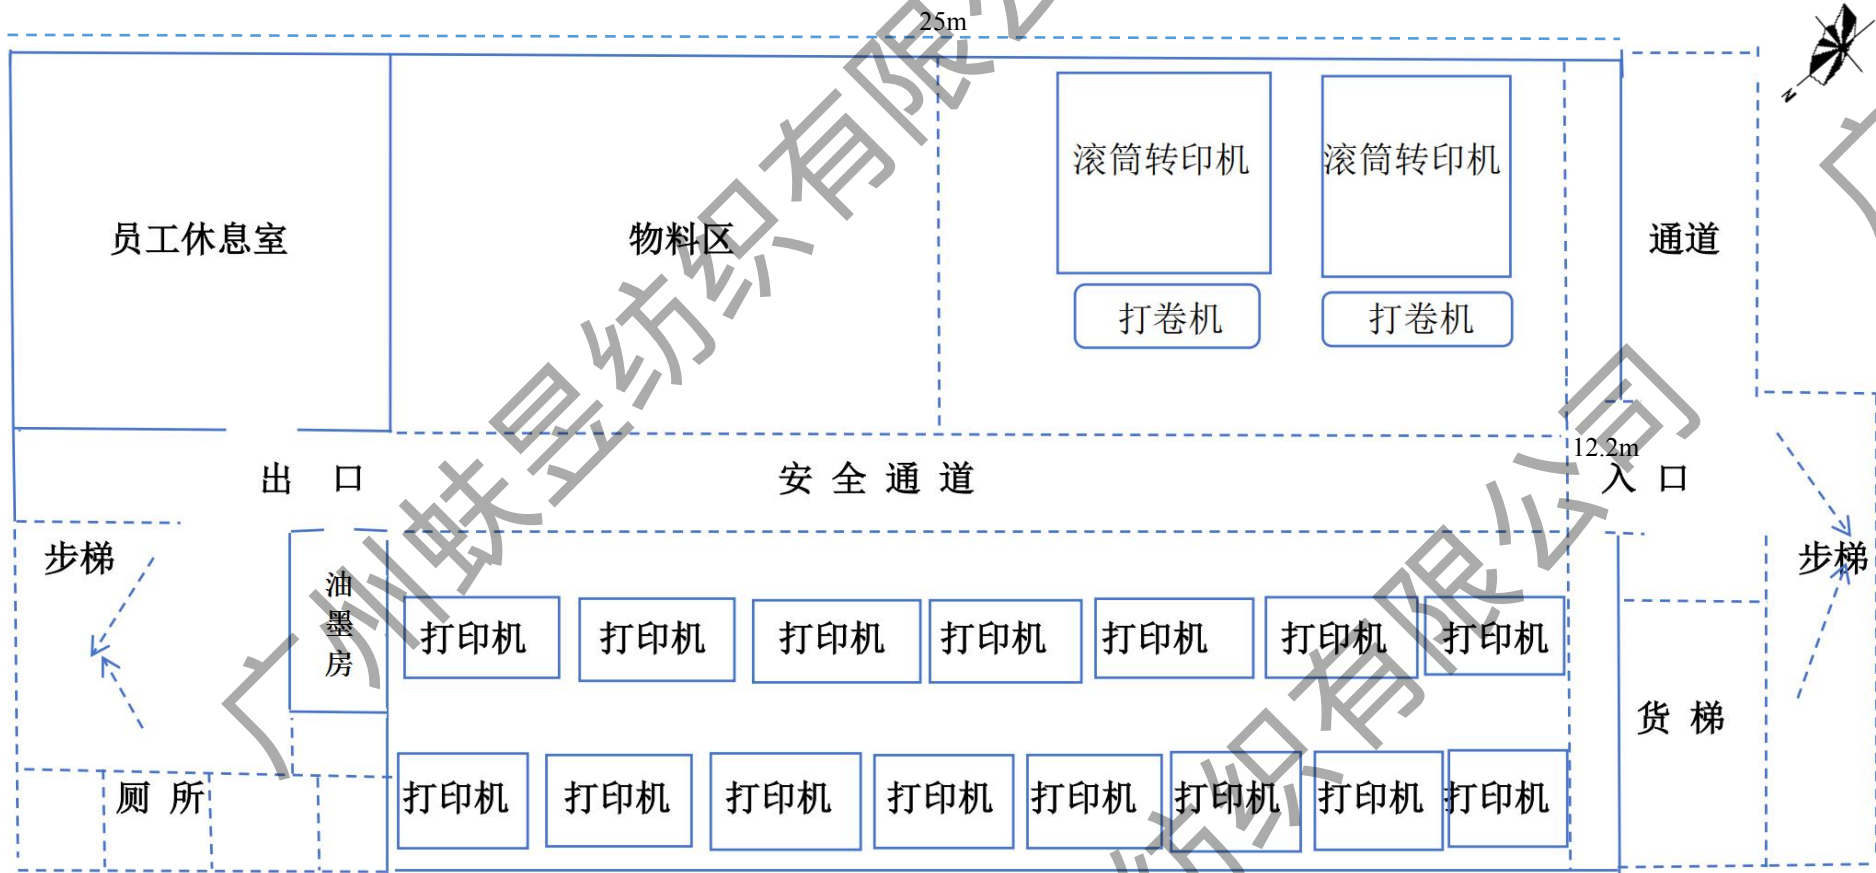 25m
N
滚筒转印机 滚筒转印机
员工休息室 物料区 通道
打卷机 打卷机
12.2m
出 口 安 全 通 道 入 口
步梯 步梯
油
墨
房
打印机 打印机 打印机 打印机 打印机 打印机 打印机
货 梯
厕 所 打印机 打印机 打印机 打印机 打印机 打印机 打印机 打印机
广州蚨昱纺织有限公司
纺织有限公司
广